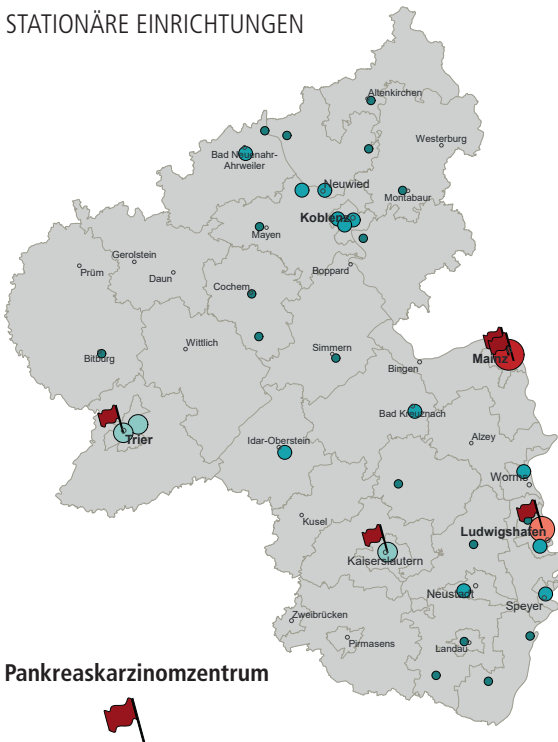 STATIONÄRE EINRICHTUNGEN
Altenkirchen
Westerburg
Bad Neuenahr-
Ahrweiler
Neuwied
Montabaur
Koblenz
Mayen
Gerolstein
Boppard
Prüm
Daun
Cochem
Wittlich
Simmern
Mainz
Bitburg
Bingen
Bad Kreuznach
Trier
Idar-Oberstein
Alzey
Worms
Kusel
Ludwigshafen
Kaiserslautern
Neustadt
Speyer
Zweibrücken
Pirmasens
Landau
Pankreaskarzinomzentrum